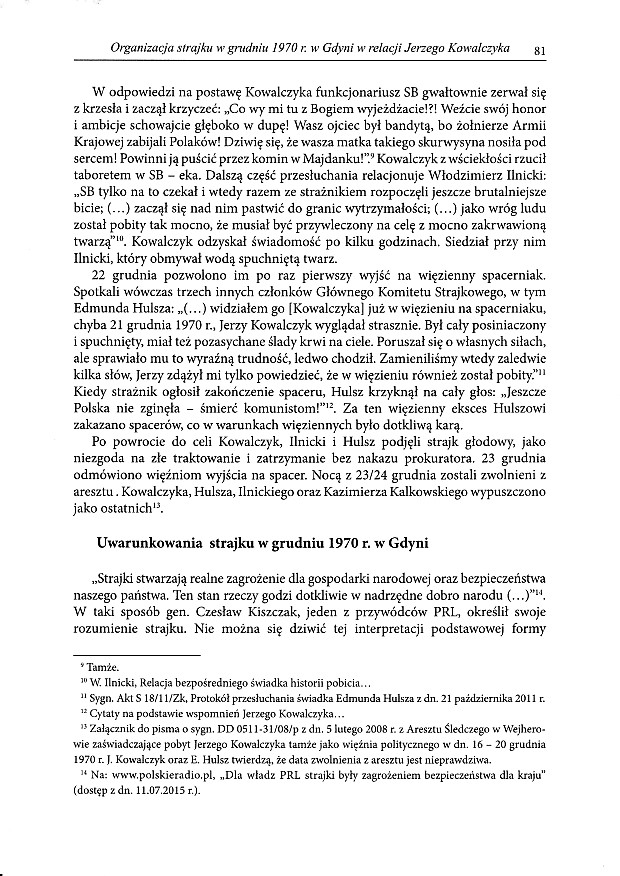 Organizacja strajku w grudniu 1970 r. w Gdyni w relacji Jerzego Kowalczyka 81
W odpowiedzi na postawę Kowalczyka funkcjonariusz SB gwałtownie zerwał się
z krzesła i zaczął krzyczeć: „Co wy mi tu z Bogiem wyjeżdżacie!?! Weźcie swój honor
i ambicje schowajcie głęboko w dupę! Wasz ojciec był bandytą, bo żołnierze Armii
Krajowej zabijali Polaków! Dziwię się, że wasza matka takiego skurwysyna nosiła pod
sercem! Powinni ją puścić przez komin w Majdanku!”.⁹ Kowalczyk z wściekłości rzucił
taboretem w SB – eka. Dalszą część przesłuchania relacjonuje Włodzimierz Ilnicki:
„SB tylko na to czekał i wtedy razem ze strażnikiem rozpoczęli jeszcze brutalniejsze
bicie; (…) zaczął się nad nim pastwić do granic wytrzymałości; (…) jako wróg ludu
został pobity tak mocno, że musiał być przywleczony na celę z mocno zakrwawioną
twarzą”¹⁰. Kowalczyk odzyskał świadomość po kilku godzinach. Siedział przy nim
Ilnicki, który obmywał wodą spuchniętą twarz.
22 grudnia pozwolono im po raz pierwszy wyjść na więzienny spacerniak.
Spotkali wówczas trzech innych członków Głównego Komitetu Strajkowego, w tym
Edmunda Hulsza: „(…) widziałem go [Kowalczyka] już w więzieniu na spacerniaku,
chyba 21 grudnia 1970 r., Jerzy Kowalczyk wyglądał strasznie. Był cały posiniaczony
i spuchnięty, miał też pozasychane ślady krwi na ciele. Poruszał się o własnych siłach,
ale sprawiało mu to wyraźną trudność, ledwo chodził. Zamieniliśmy wtedy zaledwie
kilka słów, Jerzy zdążył mi tylko powiedzieć, że w więzieniu również został pobity.”¹¹
Kiedy strażnik ogłosił zakończenie spaceru, Hulsz krzyknął na cały głos: „Jeszcze
Polska nie zginęła – śmierć komunistom!”¹². Za ten więzienny eksces Hulszowi
zakazano spacerów, co w warunkach więziennych było dotkliwą karą.
Po powrocie do celi Kowalczyk, Ilnicki i Hulsz podjęli strajk głodowy, jako
niezgoda na złe traktowanie i zatrzymanie bez nakazu prokuratora. 23 grudnia
odmówiono więźniom wyjścia na spacer. Nocą z 23/24 grudnia zostali zwolnieni z
aresztu . Kowalczyka, Hulsza, Ilnickiego oraz Kazimierza Kalkowskiego wypuszczono
jako ostatnich¹³.
Uwarunkowania strajku w grudniu 1970 r. w Gdyni
„Strajki stwarzają realne zagrożenie dla gospodarki narodowej oraz bezpieczeństwa
naszego państwa. Ten stan rzeczy godzi dotkliwie w nadrzędne dobro narodu (…)”¹⁴.
W taki sposób gen. Czesław Kiszczak, jeden z przywódców PRL, określił swoje
rozumienie strajku. Nie można się dziwić tej interpretacji podstawowej formy
⁹ Tamże.
¹⁰ W. Ilnicki, Relacja bezpośredniego świadka historii pobicia…
¹¹ Sygn. Akt S 18/11/Zk, Protokół przesłuchania świadka Edmunda Hulsza z dn. 21 października 2011 r.
¹² Cytaty na podstawie wspomnień Jerzego Kowalczyka…
¹³ Załącznik do pisma o sygn. DD 0511-31/08/p z dn. 5 lutego 2008 r. z Aresztu Śledczego w Wejhero-
wie zaświadczające pobyt Jerzego Kowalczyka tamże jako więźnia politycznego w dn. 16 – 20 grudnia
1970 r. J. Kowalczyk oraz E. Hulsz twierdzą, że data zwolnienia z aresztu jest nieprawdziwa.
¹⁴ Na: www.polskieradio.pl, „Dla władz PRL strajki były zagrożeniem bezpieczeństwa dla kraju”
(dostęp z dn. 11.07.2015 r.).